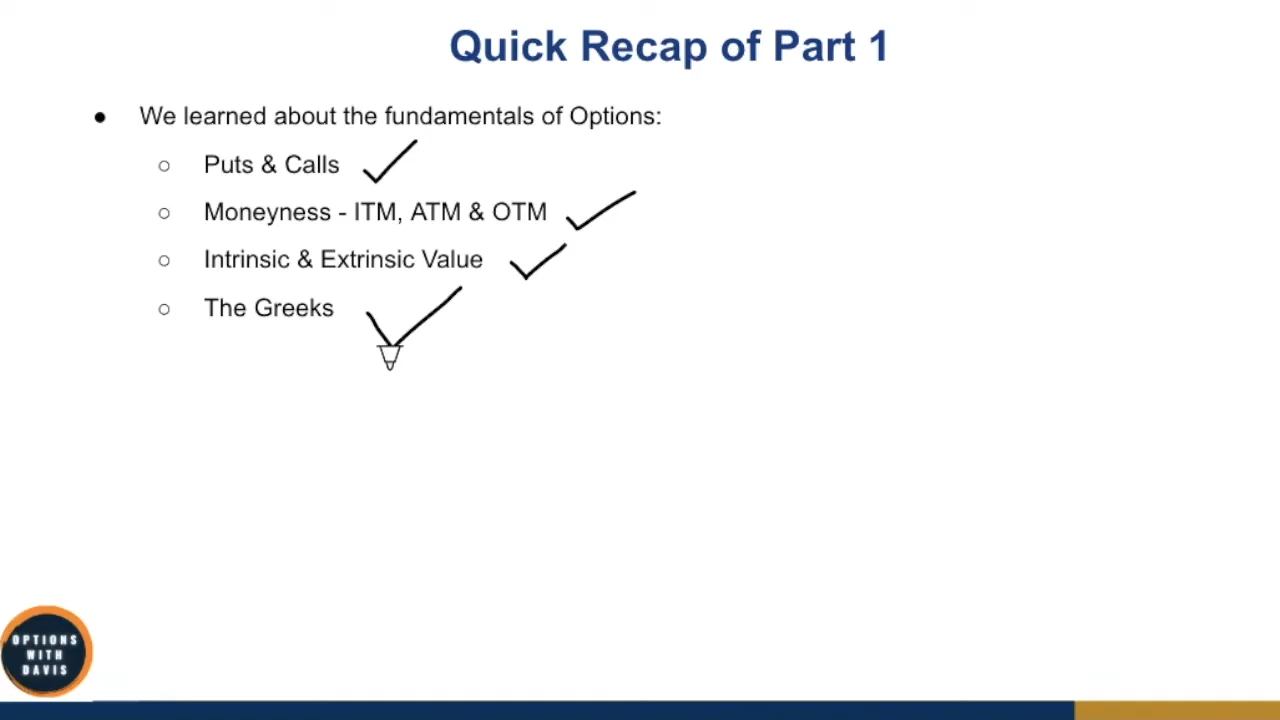 Quick Recap of Part 1
● We learned about the fundamentals of Options:
○ Puts & Calls
○ Moneyness - ITM, ATM & OTM
○ Intrinsic & Extrinsic Value
○ The Greeks
OPTIONS
WITH
DAVIS